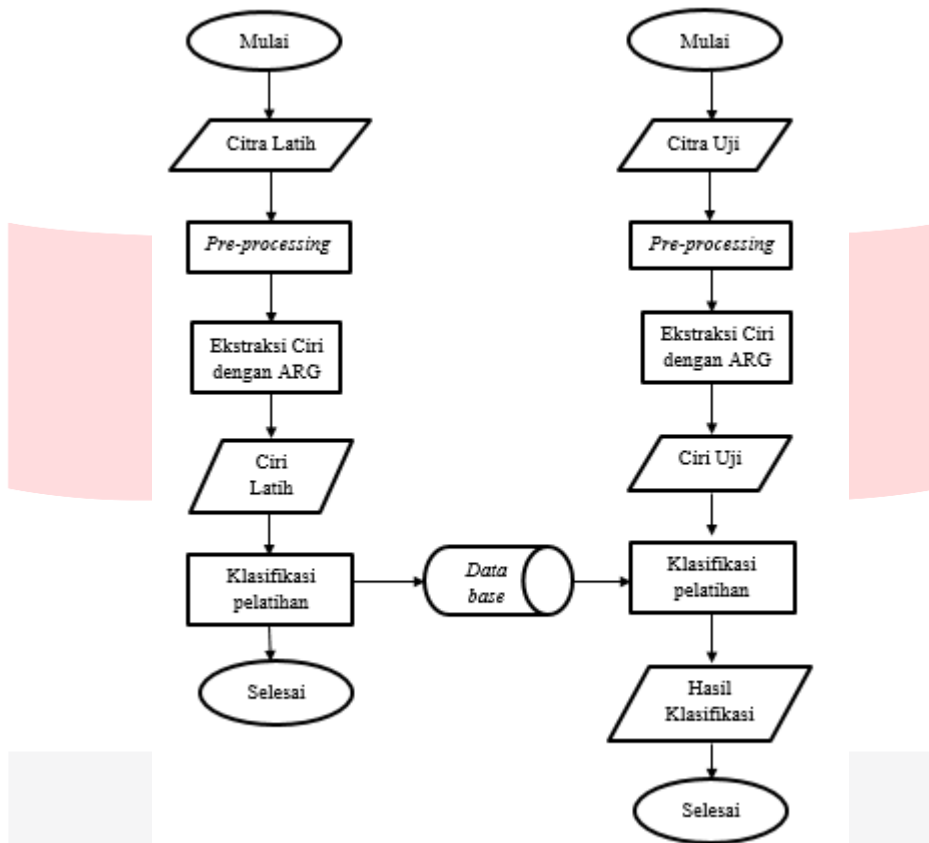 Mulai
Citra Latih
Pre-processing
Ekstraksi Ciri
dengan ARG
Ciri
Latih
Klasifikasi
pelatihan
Selesai
Data
base
Mulai
Citra Uji
Pre-processing
Ekstraksi Ciri
dengan ARG
Ciri Uji
Klasifikasi
pelatihan
Hasil
Klasifikasi
Selesai